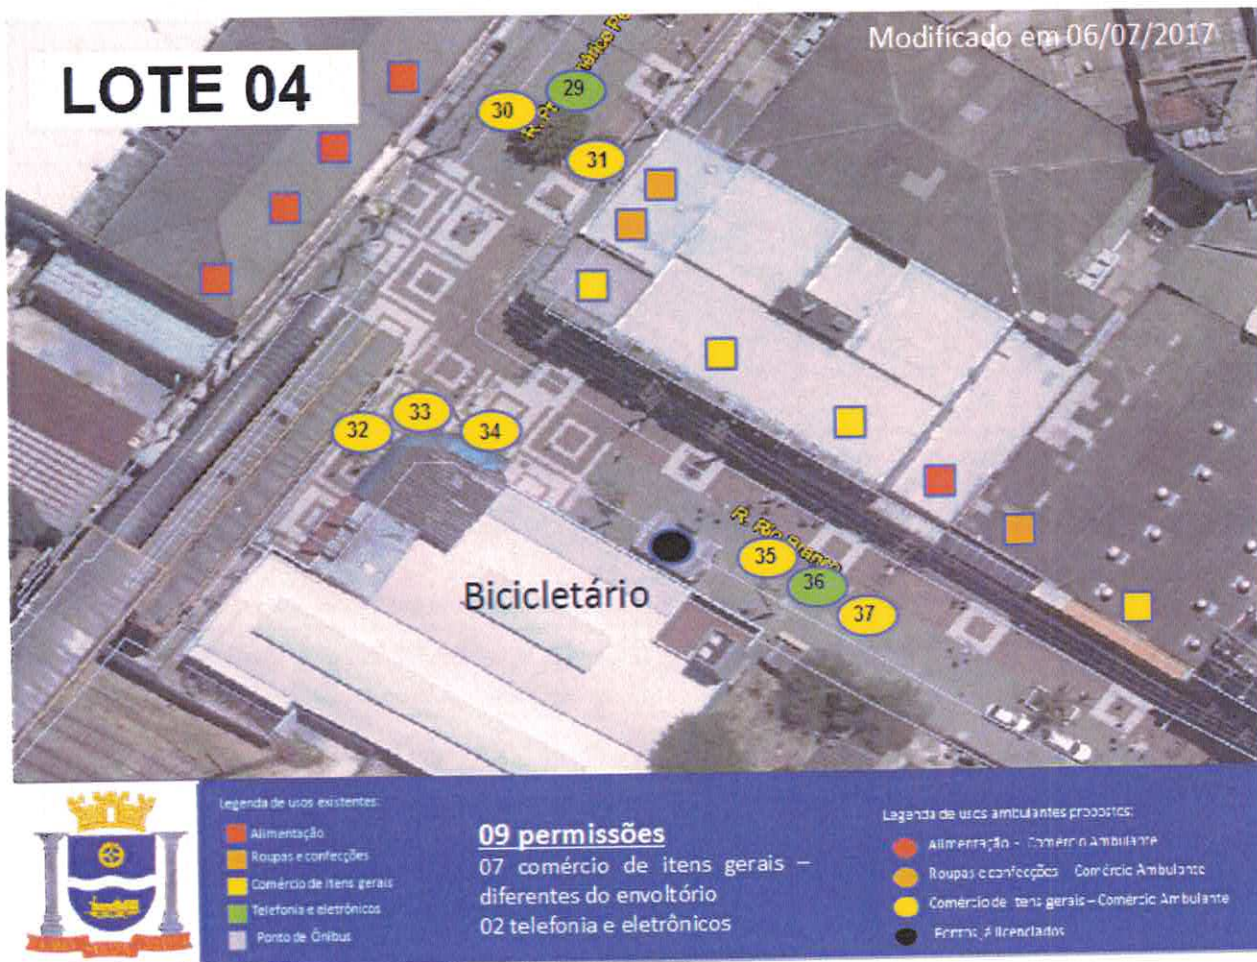 LOTE 04
Modificado em 06/07/2017
29
30
R.
31
33
32
34
R. Rio Branco
35
36
37
Bicicletário
Legenda de usos existentes:
Alimentação
Roupas e confecções
Comércio de itens gerais
Telefonia e eletrônicos
Ponto de Ônibus
09 permissões
07 comércio de itens gerais –
diferentes do envoltório
02 telefonia e eletrônicos
Legenda de usos ambulantes propostos:
Alimentação - Comércio Ambulante
Roupas e confecções - Comércio Ambulante
Comércio de itens gerais – Comércio Ambulante
Pontos já licenciados